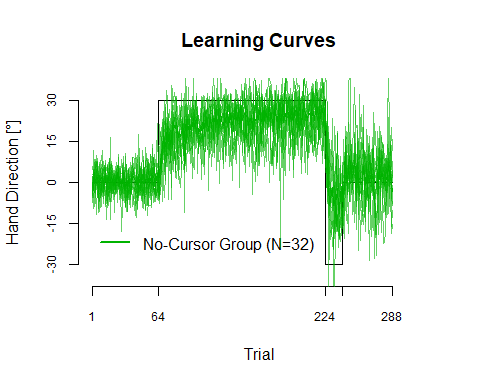 Learning Curves
Hand Direction [°]
30
15
0
-15
-30
No-Cursor Group (N=32)
1 64 224 288
Trial